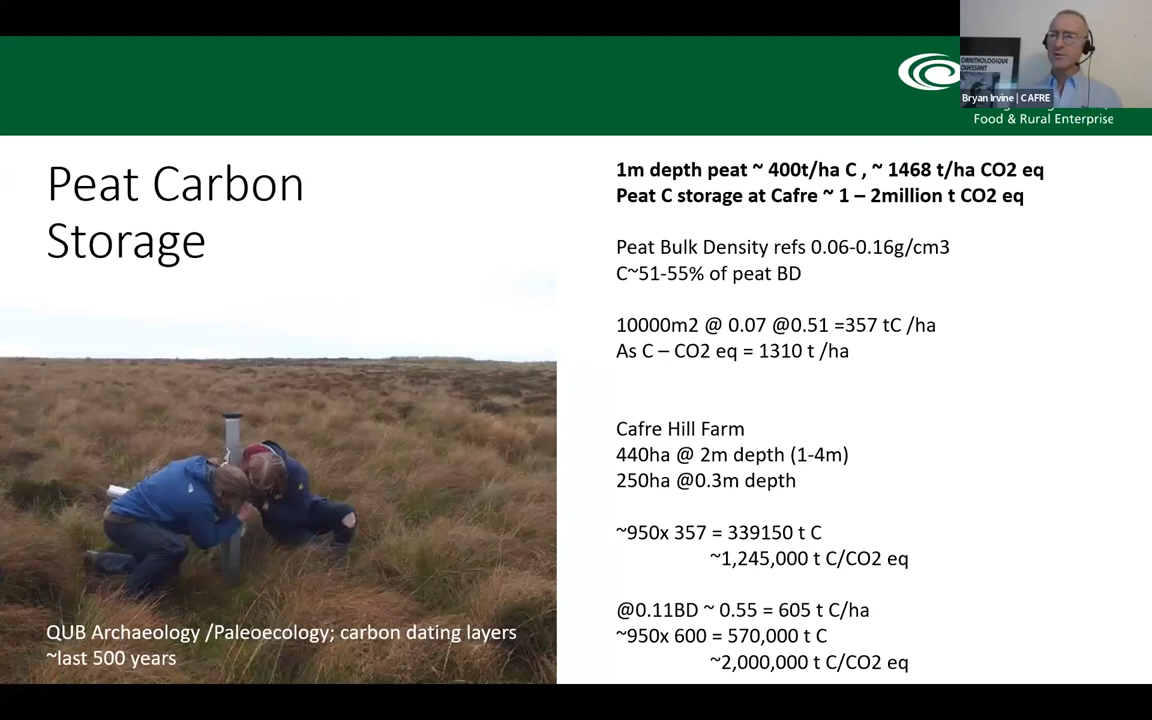 ORNITHOLOGIQUE
OUESSANT
Bryan Irvine | CAFRE
Food & Rural Enterprise
Peat Carbon
Storage
1m depth peat ~ 400t/ha C , ~ 1468 t/ha CO2 eq
Peat C storage at Cafre ~ 1 – 2million t CO2 eq
Peat Bulk Density refs 0.06-0.16g/cm3
C~51-55% of peat BD
10000m2 @ 0.07 @0.51 =357 tC /ha
As C – CO2 eq = 1310 t /ha
Cafre Hill Farm
440ha @ 2m depth (1-4m)
250ha @0.3m depth
~950x 357 = 339150 t C
~1,245,000 t C/CO2 eq
@0.11BD ~ 0.55 = 605 t C/ha
~950x 600 = 570,000 t C
~2,000,000 t C/CO2 eq
QUB Archaeology /Paleoecology; carbon dating layers
~last 500 years